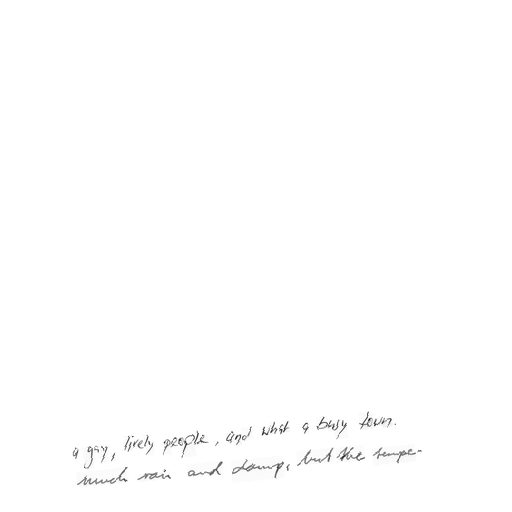 a gay, lively people, and what a busy town.
much rain and damp, but the tempe-